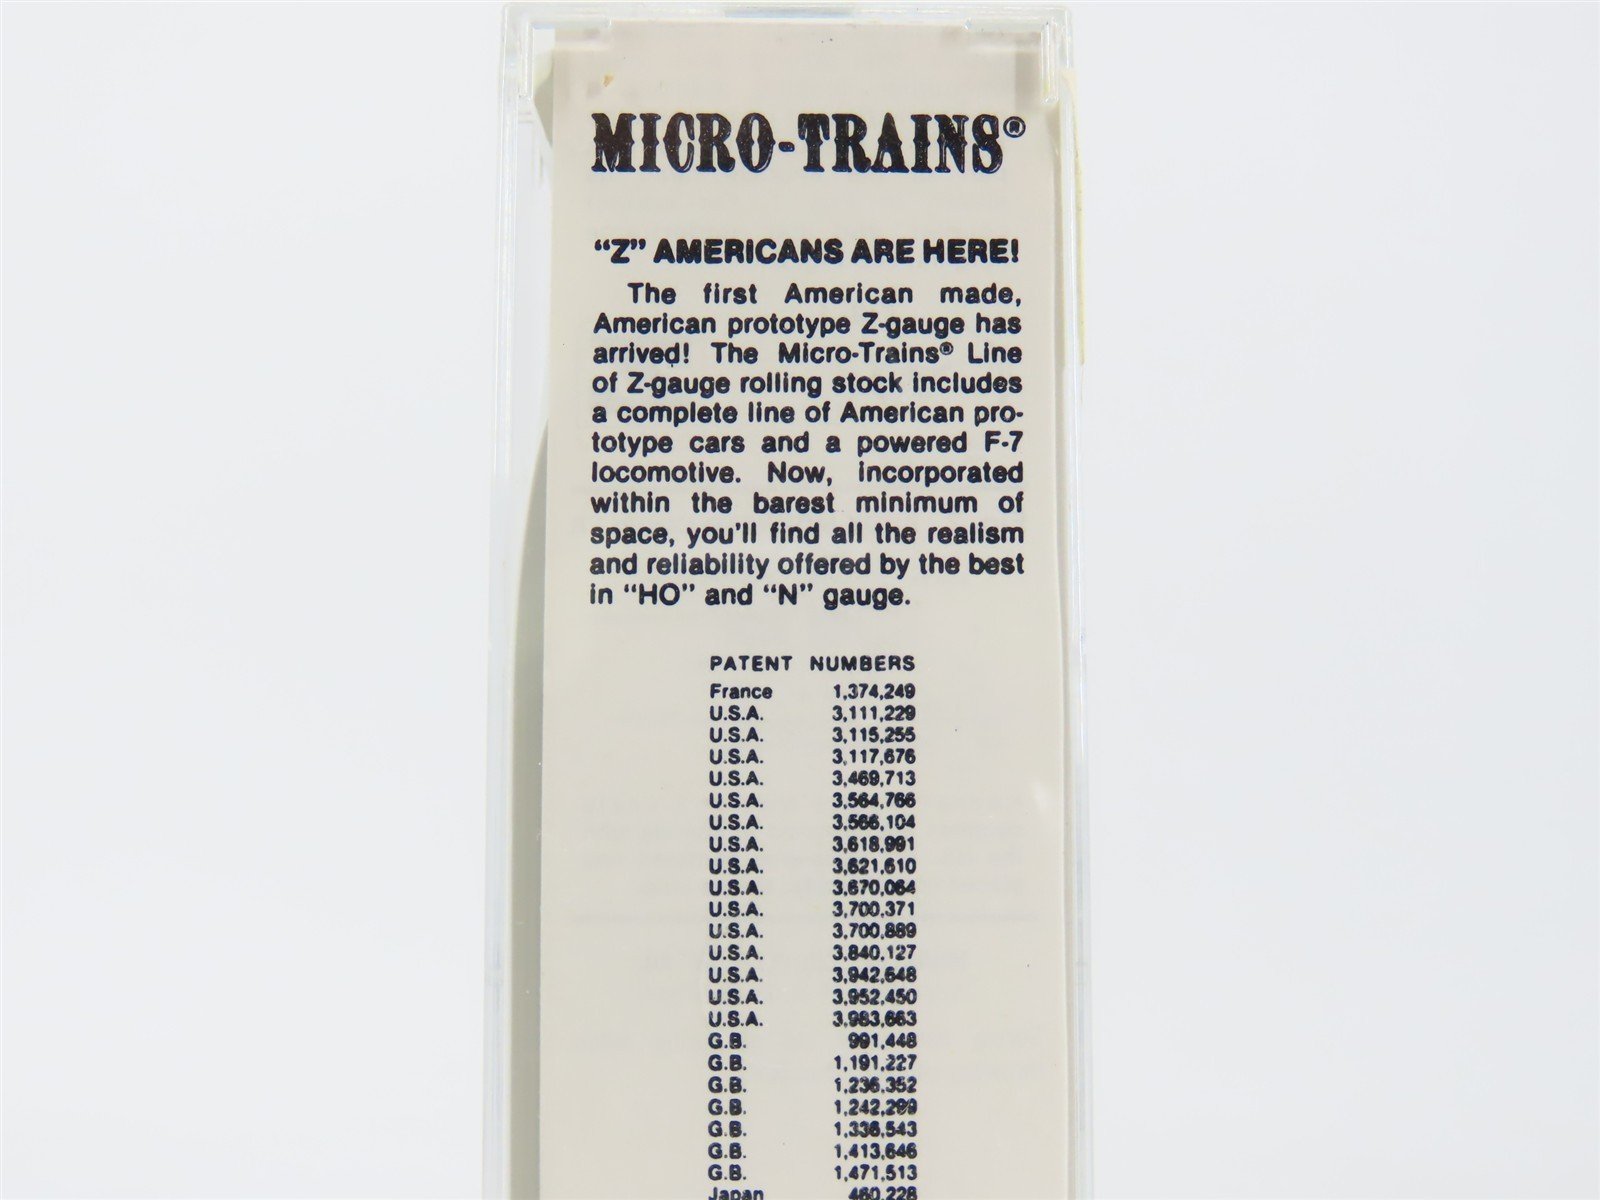 MICRO-TRAINS®
"Z" AMERICANS ARE HERE!
The first American made,
American prototype Z-gauge has
arrived! The Micro-Trains® Line
of Z-gauge rolling stock includes
a complete line of American pro-
totype cars and a powered F-7
locomotive. Now, incorporated
within the barest minimum of
space, you'll find all the realism
and reliability offered by the best
in "HO" and "N" gauge.
PATENT NUMBERS
France 1,374,249
U.S.A. 3,111,229
U.S.A. 3,115,255
U.S.A. 3,117,676
U.S.A. 3,469,713
U.S.A. 3,564,766
U.S.A. 3,566,104
U.S.A. 3,618,991
U.S.A. 3,621,610
U.S.A. 3,670,064
U.S.A. 3,700,371
U.S.A. 3,700,889
U.S.A. 3,840,127
U.S.A. 3,942,648
U.S.A. 3,952,450
U.S.A. 3,983,663
G.B. 991,448
G.B. 1,191,227
G.B. 1,236,352
G.B. 1,242,299
G.B. 1,336,543
G.B. 1,413,646
G.B. 1,471,513
Japan 460,228